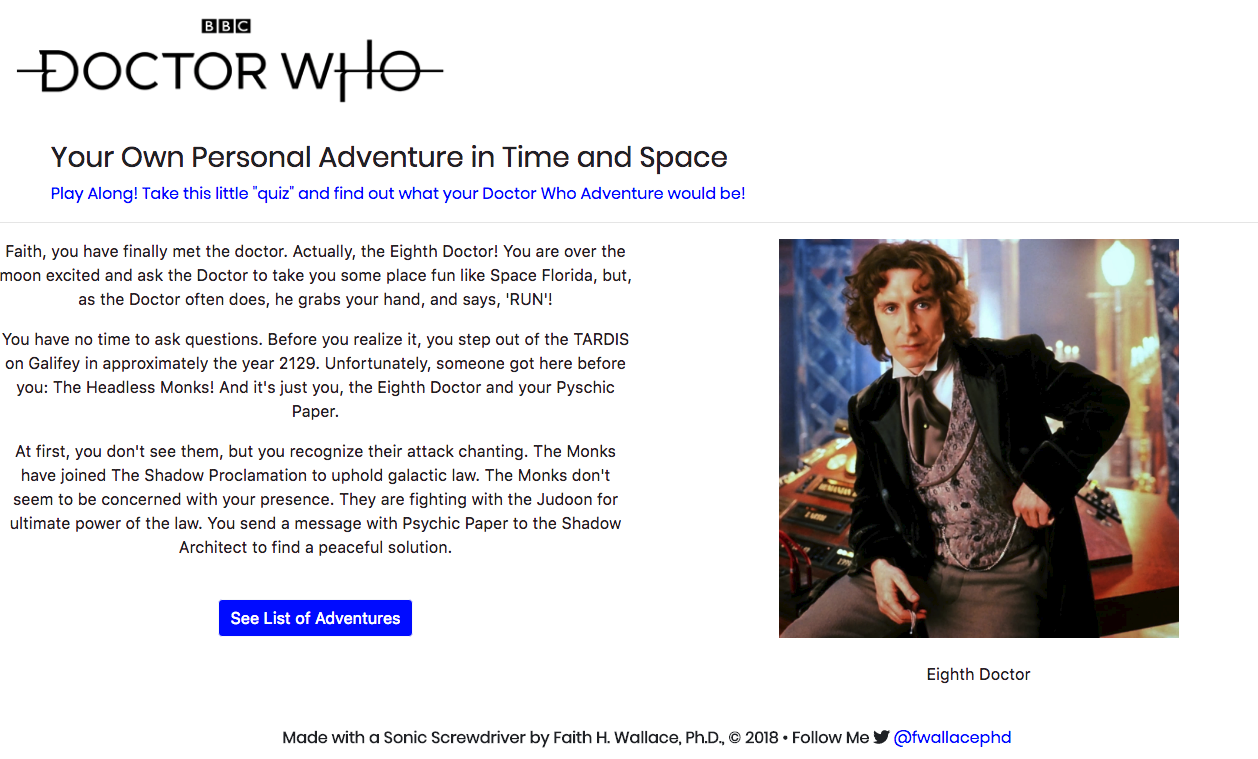 BBC
DOCTOR WHO
Your Own Personal Adventure in Time and Space
Play Along! Take this little "quiz" and find out what your Doctor Who Adventure would be!
Faith, you have finally met the doctor. Actually, the Eighth Doctor! You are over the
moon excited and ask the Doctor to take you some place fun like Space Florida, but,
as the Doctor often does, he grabs your hand, and says, 'RUN'!
You have no time to ask questions. Before you realize it, you step out of the TARDIS
on Galifey in approximately the year 2129. Unfortunately, someone got here before
you: The Headless Monks! And it's just you, the Eighth Doctor and your Pyschic
Paper.
At first, you don't see them, but you recognize their attack chanting. The Monks
have joined The Shadow Proclamation to uphold galactic law. The Monks don't
seem to be concerned with your presence. They are fighting with the Judoon for
ultimate power of the law. You send a message with Psychic Paper to the Shadow
Architect to find a peaceful solution.
See List of Adventures
Eighth Doctor
Made with a Sonic Screwdriver by Faith H. Wallace, Ph.D., © 2018 • Follow Me @fwallacephd